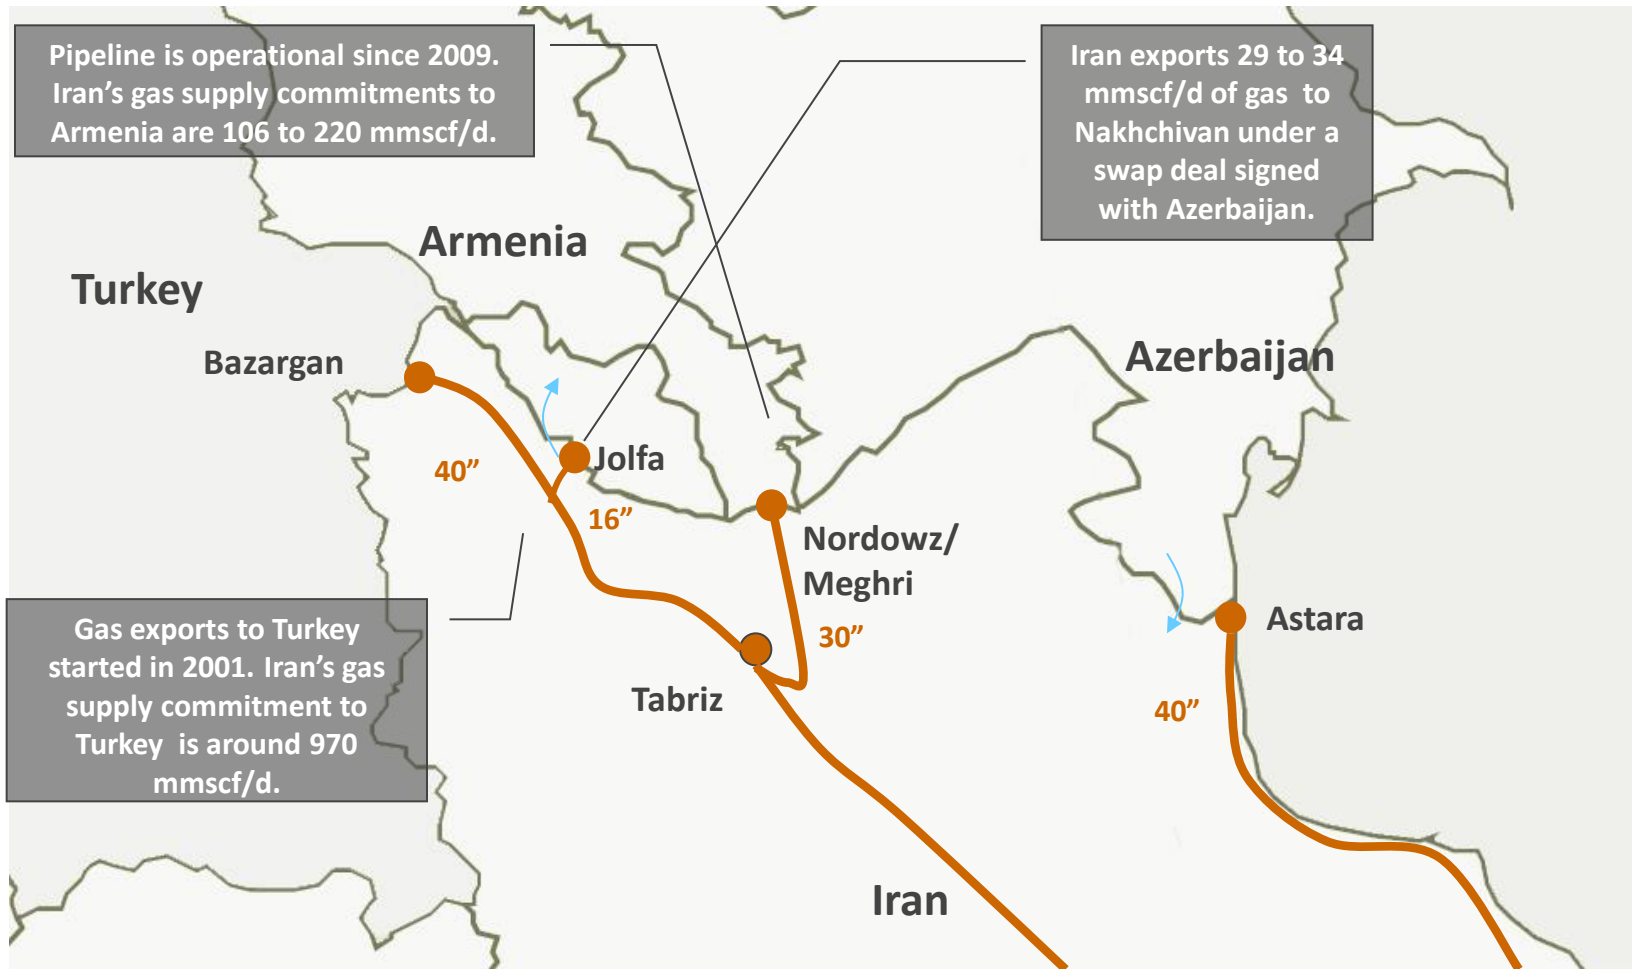 Pipeline is operational since 2009.
Iran's gas supply commitments to
Armenia are 106 to 220 mmscf/d.
Iran exports 29 to 34
mmscf/d of gas  to
Nakhchivan under a
swap deal signed
with Azerbaijan.
Armenia
Turkey
Bazargan
Azerbaijan
40”
Jolfa
16”
Nordowz/
Meghri
Gas exports to Turkey
started in 2001. Iran's gas
supply commitment to
Turkey  is around 970
mmscf/d.
30”
Astara
Tabriz
40”
Iran